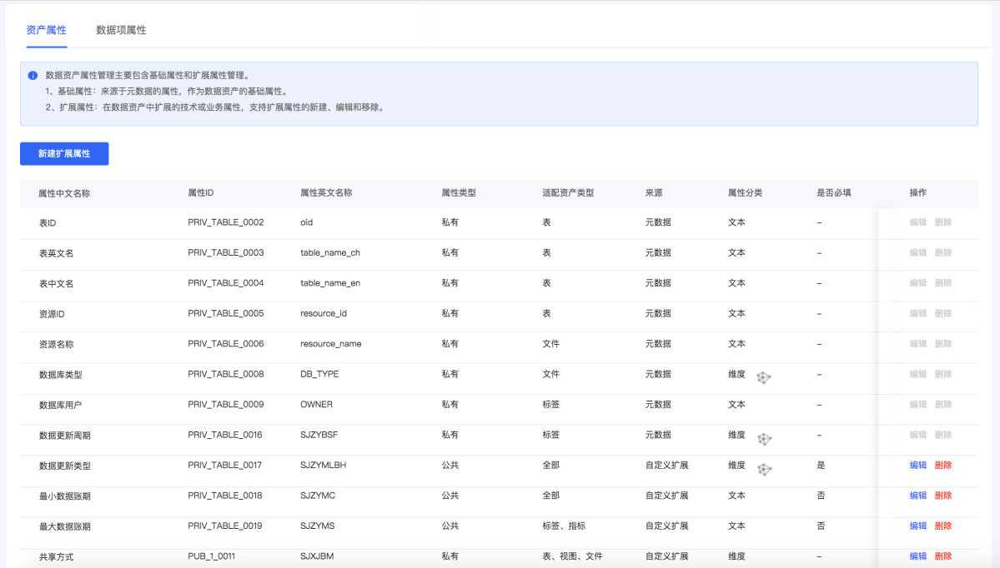 资产属性 数据项属性
数据资产属性管理主要包含基础属性和扩展属性管理。
1、基础属性：来源于元数据的属性，作为数据资产的基础属性。
2、扩展属性：在数据资产中扩展的技术或业务属性，支持扩展属性的新建、编辑和移除。
新建扩展属性
属性中文名称 属性ID 属性英文名称 属性类型 适配资产类型 来源 属性分类 是否必填 操作
表ID PRIV_TABLE_0002 oid 私有 表 元数据 文本 – 编辑 删除
表英文名 PRIV_TABLE_0003 table_name_ch 私有 表 元数据 文本 – 编辑 删除
表中文名 PRIV_TABLE_0004 table_name_en 私有 表 元数据 文本 – 编辑 删除
资源ID PRIV_TABLE_0005 resource_id 私有 表 元数据 文本 – 编辑 删除
资源名称 PRIV_TABLE_0006 resource_name 私有 文件 元数据 文本 – 编辑 删除
数据库类型 PRIV_TABLE_0008 DB_TYPE 私有 文件 元数据 维度 – 编辑 删除
数据库用户 PRIV_TABLE_0009 OWNER 私有 标签 元数据 文本 – 编辑 删除
数据更新周期 PRIV_TABLE_0016 SJZYBSF 私有 标签 元数据 维度 – 编辑 删除
数据更新类型 PRIV_TABLE_0017 SJZYMLBH 公共 全部 自定义扩展 维度 是 编辑 删除
最小数据账期 PRIV_TABLE_0018 SJZYMC 公共 全部 自定义扩展 文本 否 编辑 删除
最大数据账期 PRIV_TABLE_0019 SJZYMS 公共 标签、指标 自定义扩展 文本 否 编辑 删除
共享方式 PUB_1_0011 SJXJBM 私有 表、视图、文件 自定义扩展 维度 – 编辑 删除